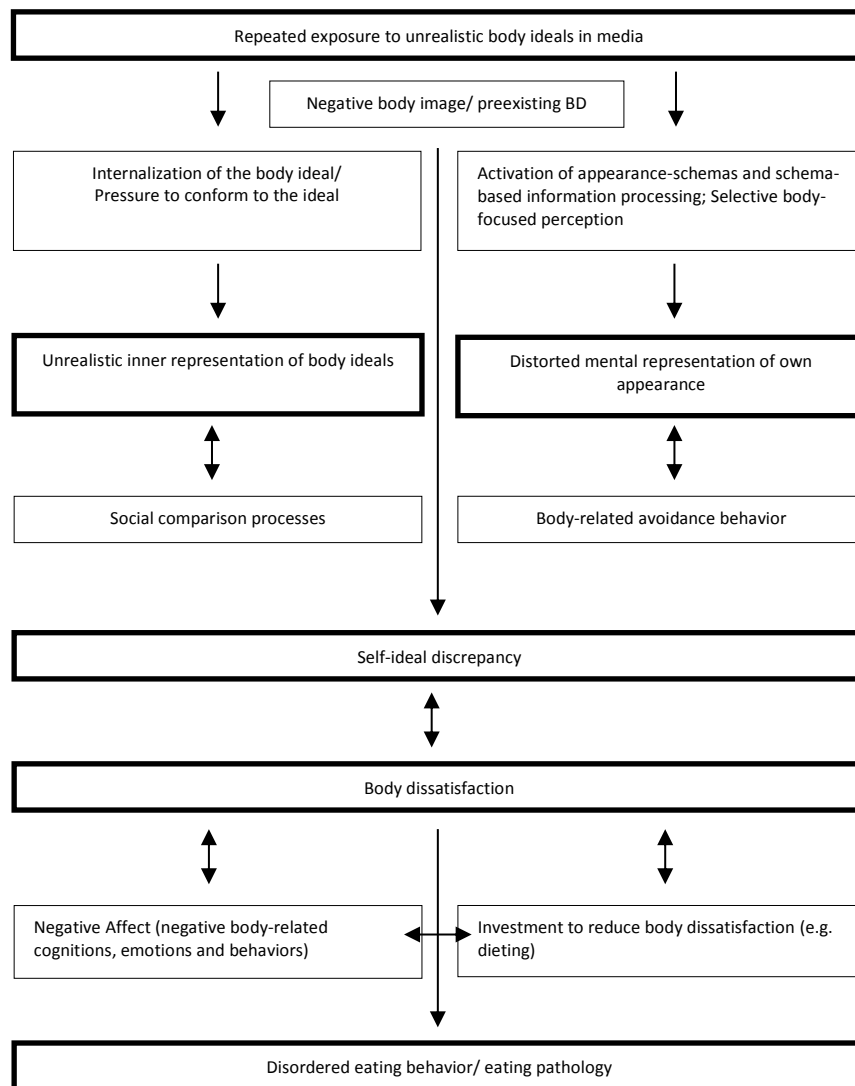 Repeated exposure to unrealistic body ideals in media
Negative body image/ preexisting BD
Internalization of the body ideal/
Pressure to conform to the ideal
Activation of appearance-schemas and schema-
based information processing; Selective body-
focused perception
Unrealistic inner representation of body ideals
Distorted mental representation of own
appearance
Social comparison processes
Body-related avoidance behavior
Self-ideal discrepancy
Body dissatisfaction
Negative Affect (negative body-related
cognitions, emotions and behaviors)
Investment to reduce body dissatisfaction (e.g.
dieting)
Disordered eating behavior/ eating pathology